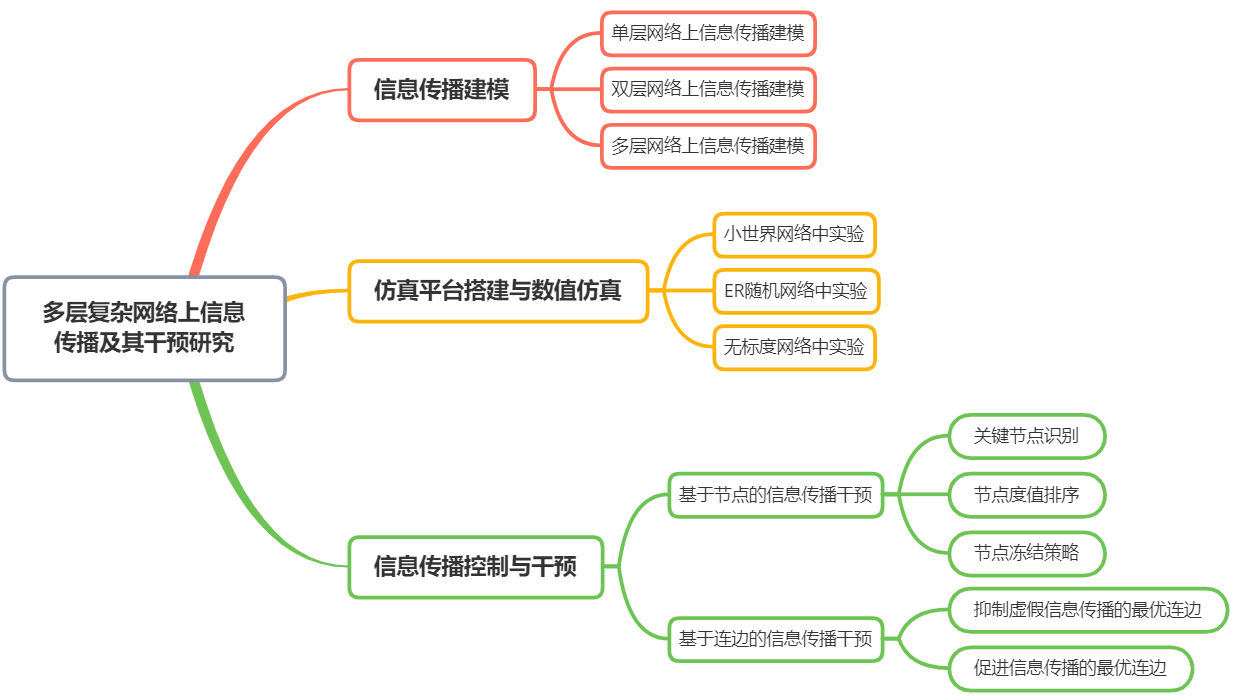 多层复杂网络上信息
传播及其干预研究
信息传播建模
单层网络上信息传播建模
双层网络上信息传播建模
多层网络上信息传播建模
仿真平台搭建与数值仿真
小世界网络中实验
ER随机网络中实验
无标度网络中实验
信息传播控制与干预
基于节点的信息传播干预
关键节点识别
节点度值排序
节点冻结策略
基于连边的信息传播干预
抑制虚假信息传播的最优连边
促进信息传播的最优连边